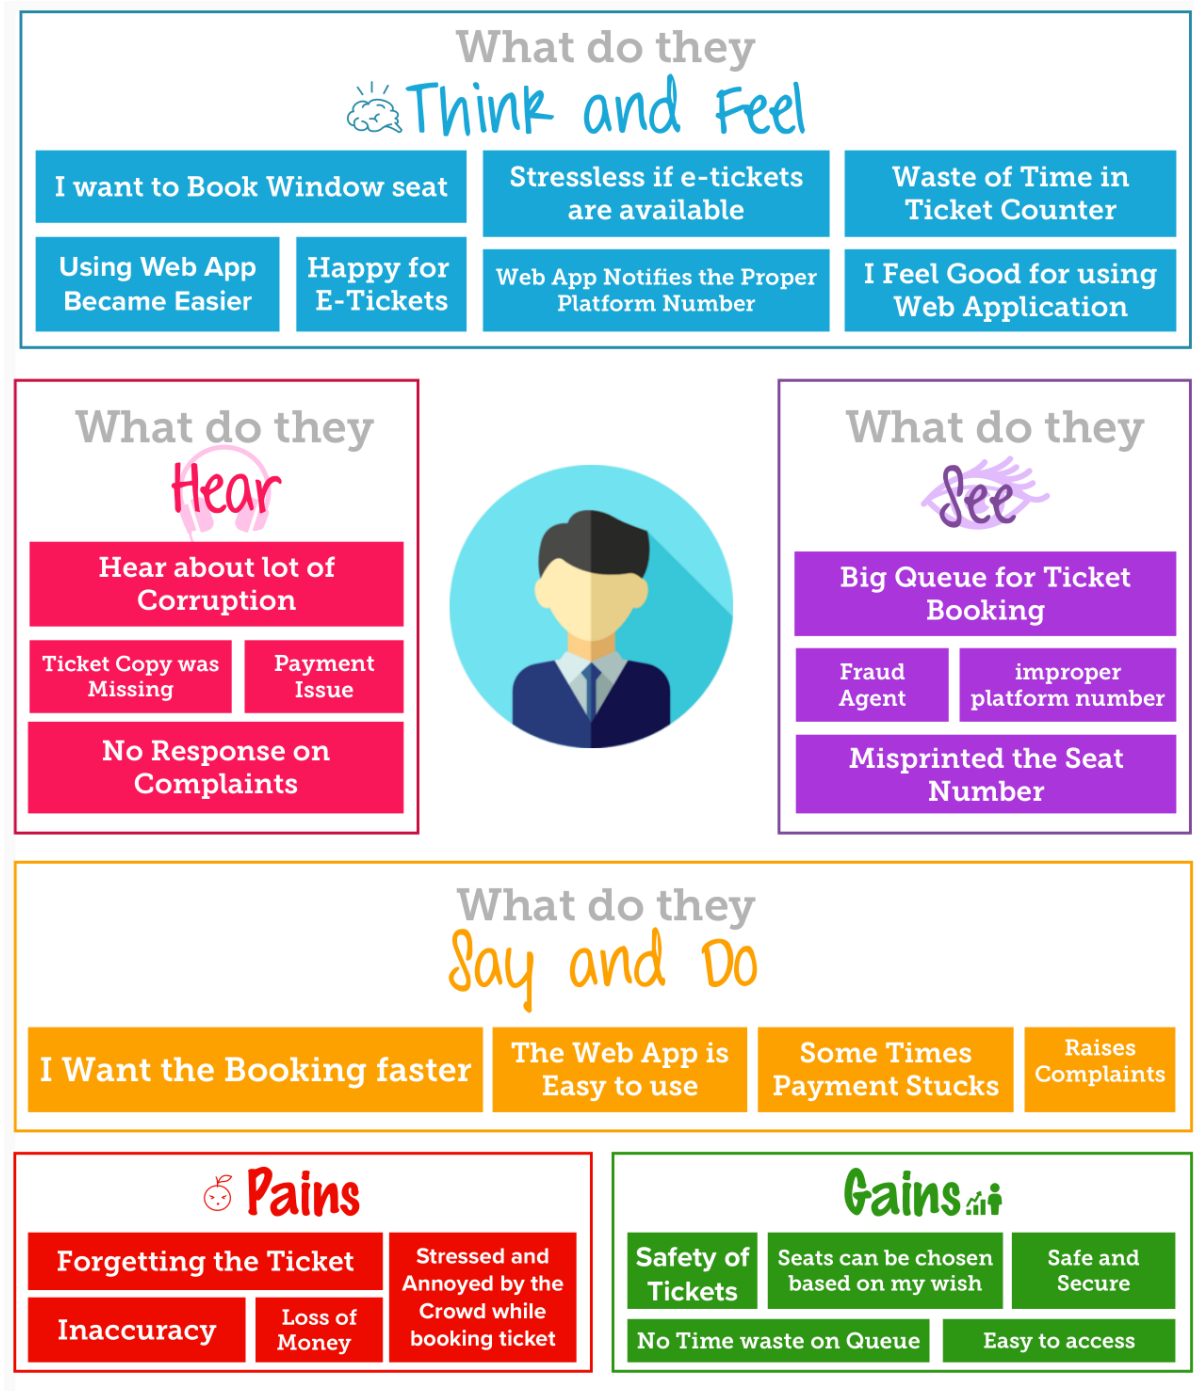 What do they
Think and Feel
I want to Book Window seat
Stressless if e-tickets
are available
Waste of Time in
Ticket Counter
Using Web App
Became Easier
Happy for
E-Tickets
Web App Notifies the Proper
Platform Number
I Feel Good for using
Web Application
What do they
Hear
Hear about lot of
Corruption
Ticket Copy was
Missing
Payment
Issue
No Response on
Complaints
What do they
See
Big Queue for Ticket
Booking
Fraud
Agent
improper
platform number
Misprinted the Seat
Number
What do they
Say and Do
I Want the Booking faster
The Web App is
Easy to use
Some Times
Payment Stucks
Raises
Complaints
Pains
Forgetting the Ticket
Stressed and
Annoyed by the
Crowd while
booking ticket
Inaccuracy
Loss of
Money
Gains
Safety of
Tickets
Seats can be chosen
based on my wish
Safe and
Secure
No Time waste on Queue
Easy to access